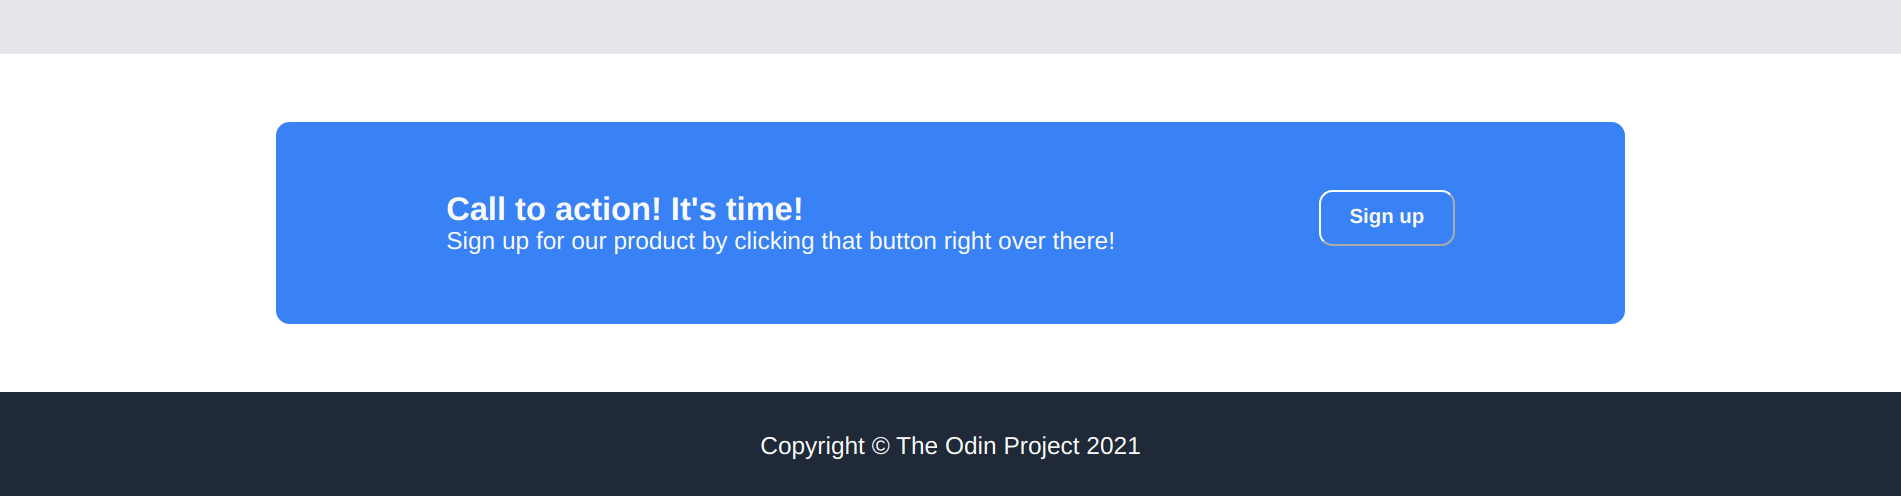 Call to action! It's time!
Sign up for our product by clicking that button right over there!
Sign up
Copyright © The Odin Project 2021